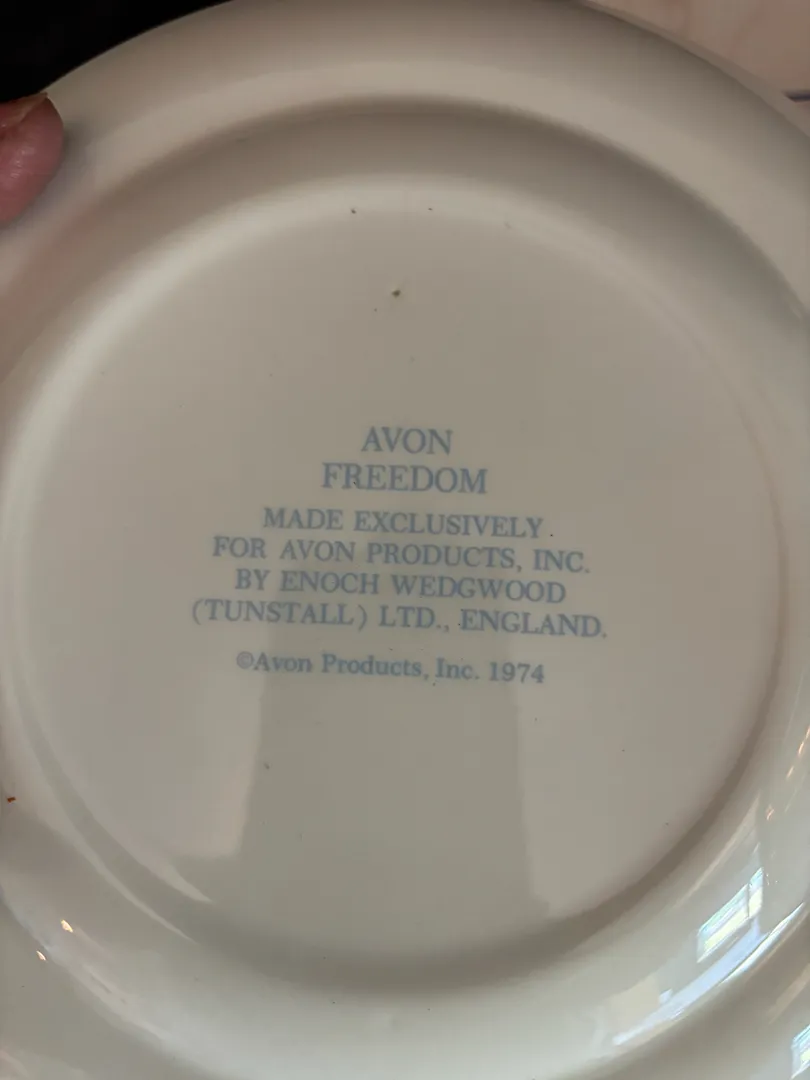 AVON
FREEDOM
MADE EXCLUSIVELY
FOR AVON PRODUCTS, INC.
BY ENOCH WEDGWOOD
(TUNSTALL) LTD., ENGLAND.
©Avon Products, Inc. 1974